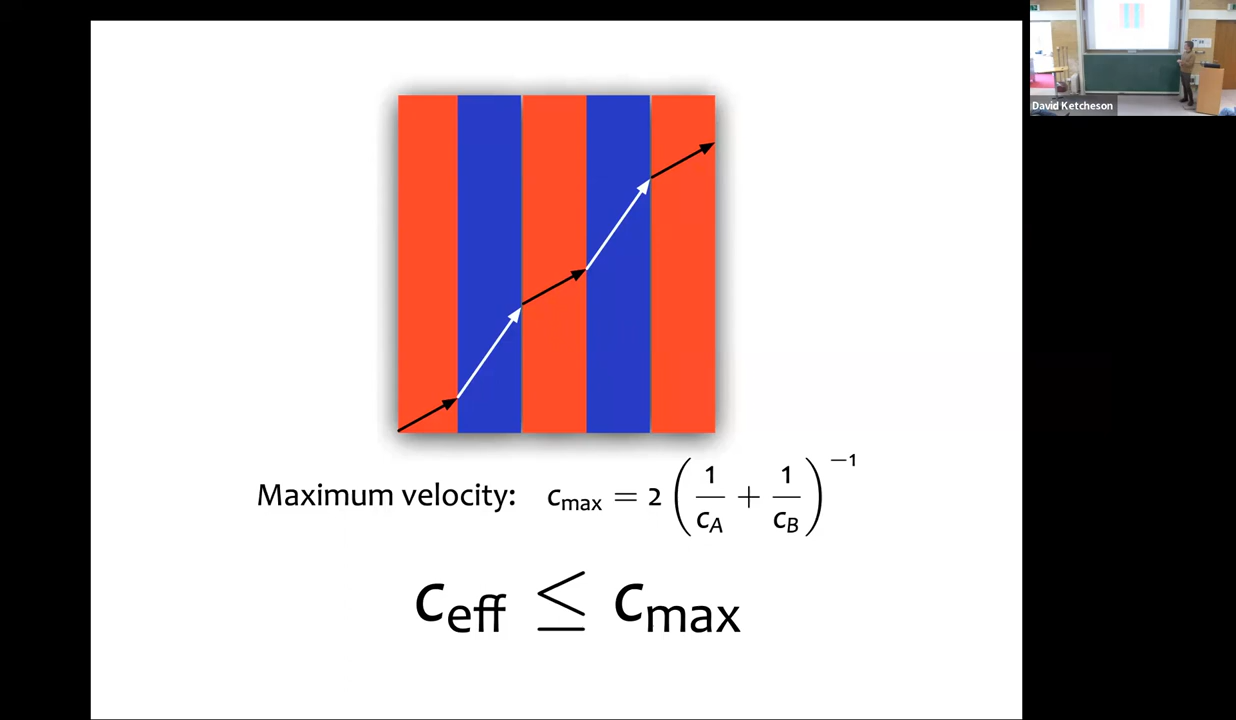 David Ketcheson
Maximum velocity: c_max = 2 (1/c_A + 1/c_B)^−1
c_eff ≤ c_max